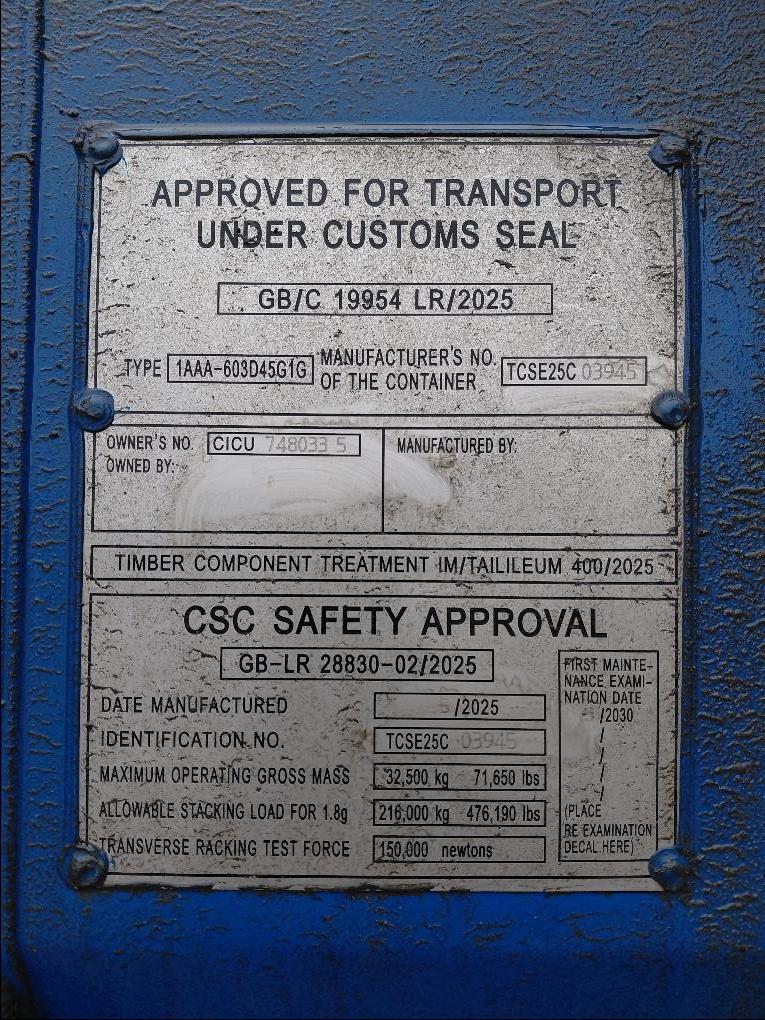 APPROVED FOR TRANSPORT
UNDER CUSTOMS SEAL
GB/C 19954 LR/2025
TYPE 1AAA-603D45G1G MANUFACTURER'S NO. OF THE CONTAINER TCSE25C 03945
OWNER'S NO. CICU 748033 5
OWNED BY:
MANUFACTURED BY:
TIMBER COMPONENT TREATMENT IM/TAILILEUM 400/2025
CSC SAFETY APPROVAL
GB-LR 28830-02/2025
DATE MANUFACTURED 5/2025
IDENTIFICATION NO. TCSE25C 03945
MAXIMUM OPERATING GROSS MASS 32,500 kg 71,650 lbs
ALLOWABLE STACKING LOAD FOR 1.8g 216,000 kg 476,190 lbs
TRANSVERSE RACKING TEST FORCE 150,000 newtons
FIRST MAINTE-
NANCE EXAMI-
NATION DATE
/2030
/
/
/
/
(PLACE
RE EXAMINATION
DECAL HERE)